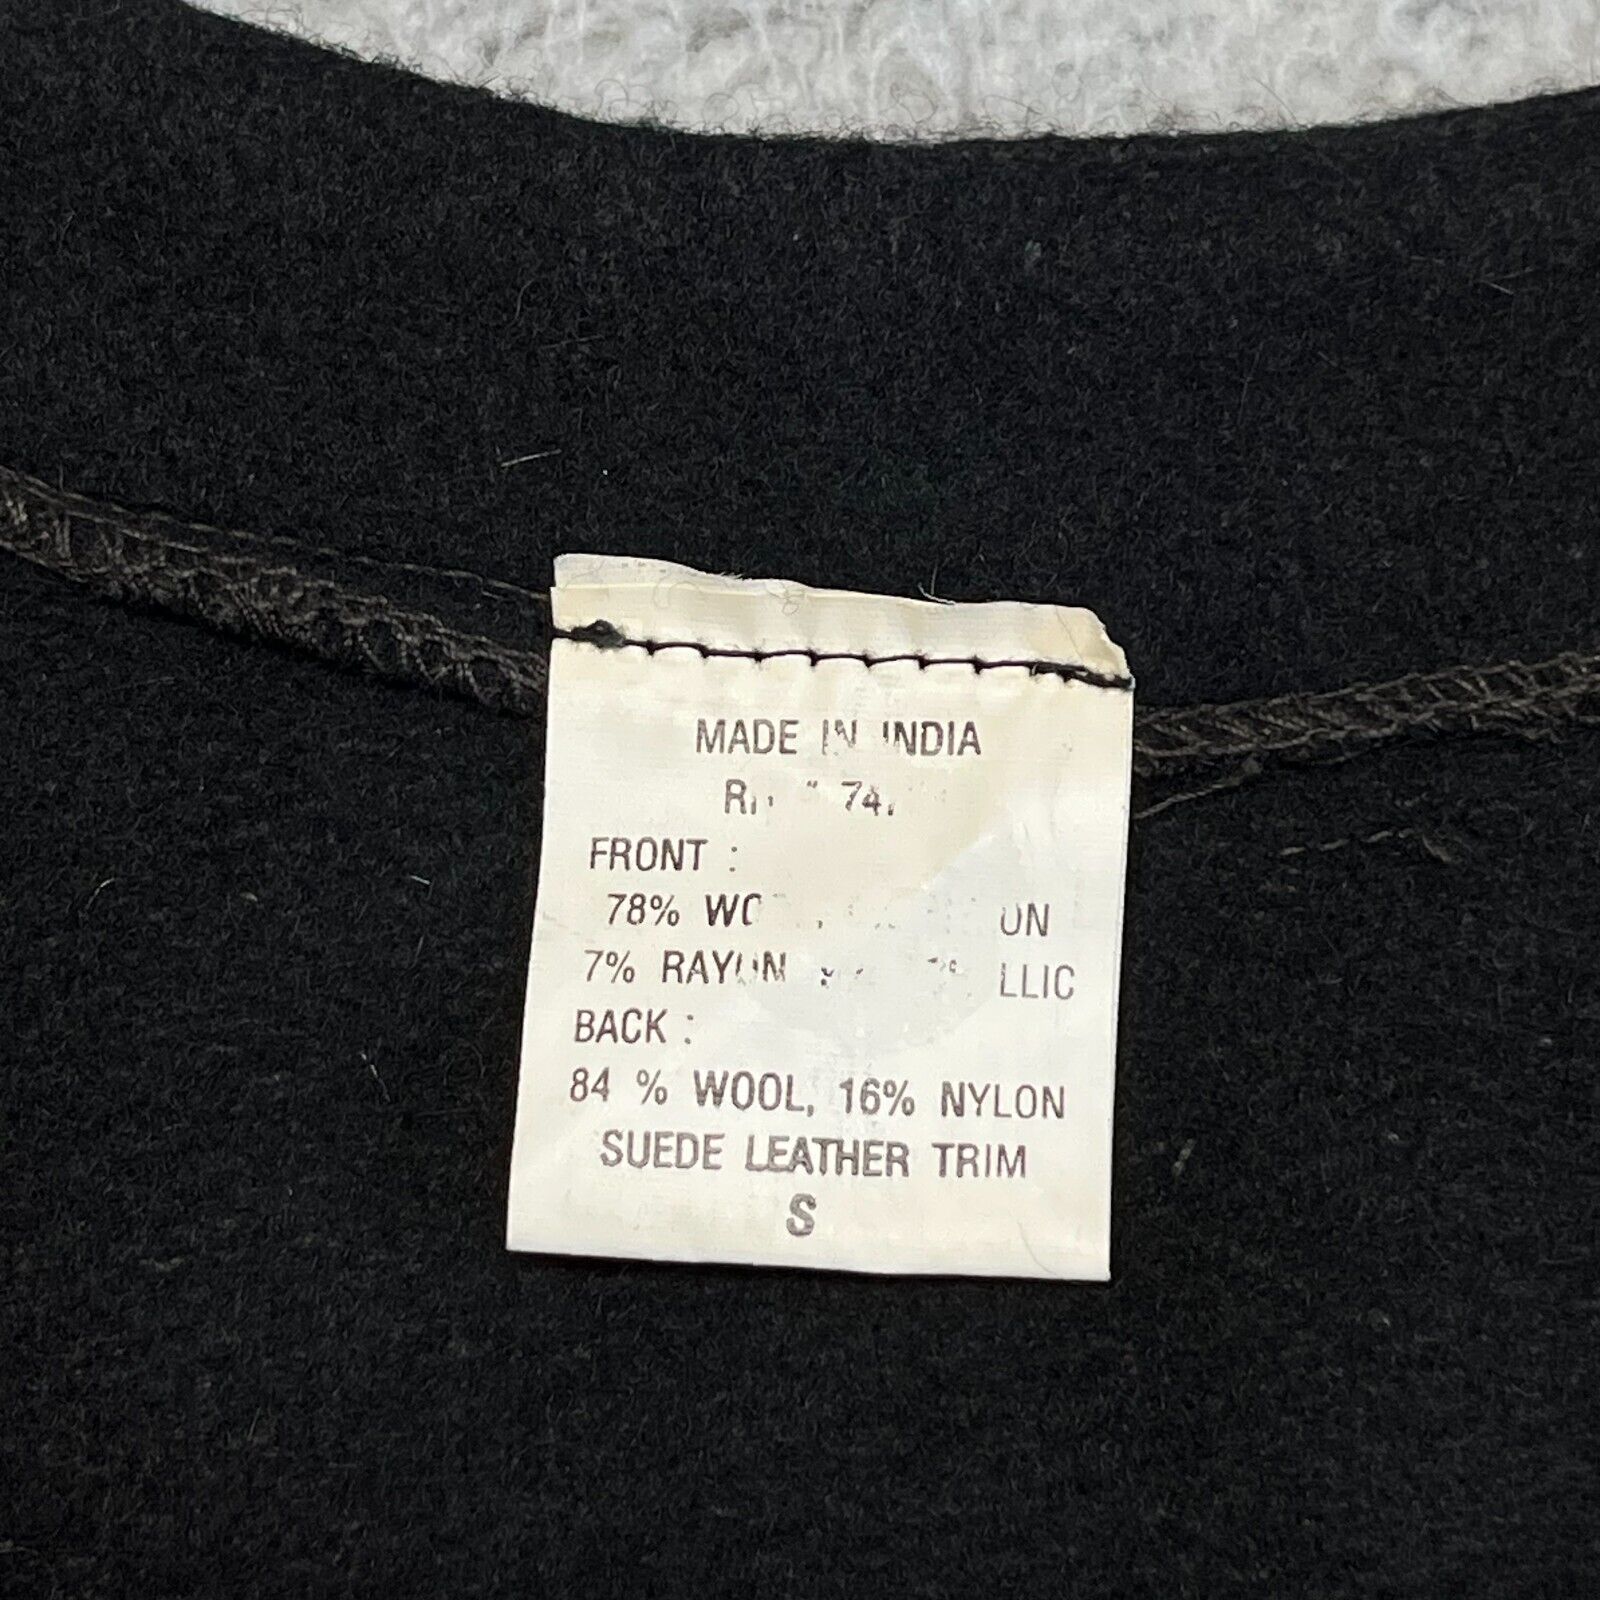 MADE IN INDIA
FRONT :
78%
7% RAYON
BACK :
84 % WOOL, 16% NYLON
SUEDE LEATHER TRIM
S